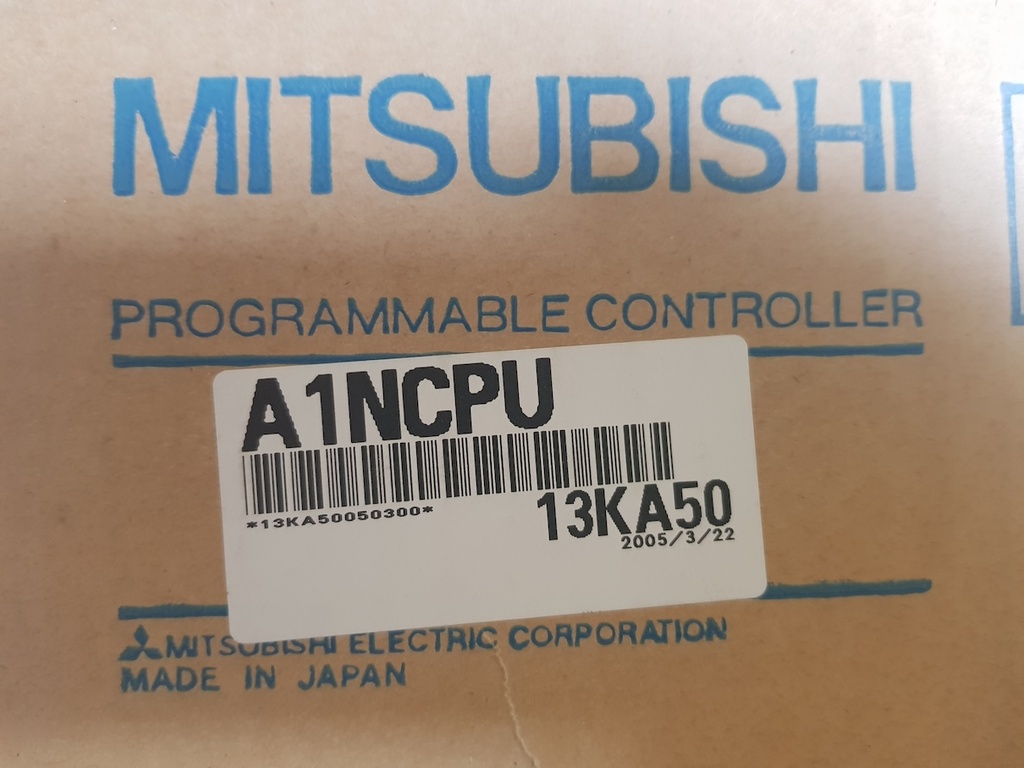 MITSUBISHI
PROGRAMMABLE CONTROLLER
A1NCPU
*13KA50050300*
13KA50
2005/3/22
MITSUBISHI ELECTRIC CORPORATION
MADE IN JAPAN